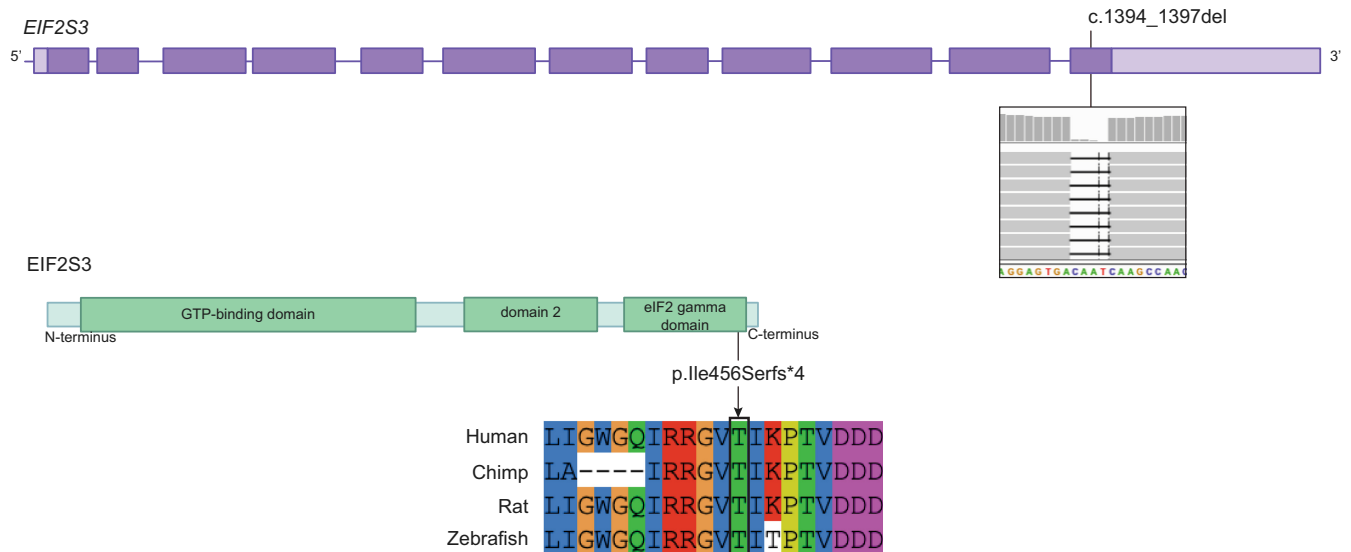 EIF2S3
c.1394_1397del
5’
3’
AGGAGTGACAATCAAGCCAAC
EIF2S3
GTP-binding domain
domain 2
eIF2 gamma
domain
N-terminus
C-terminus
p.Ile456Serfs*4
Human LIGWGQIRRGVTIKPTVDDD
Chimp LA----IRRGVTIKPTVDDD
Rat LIGWGQIRRGVTIKPTVDDD
Zebrafish LIGWGQIRRGVTITPTVDDD